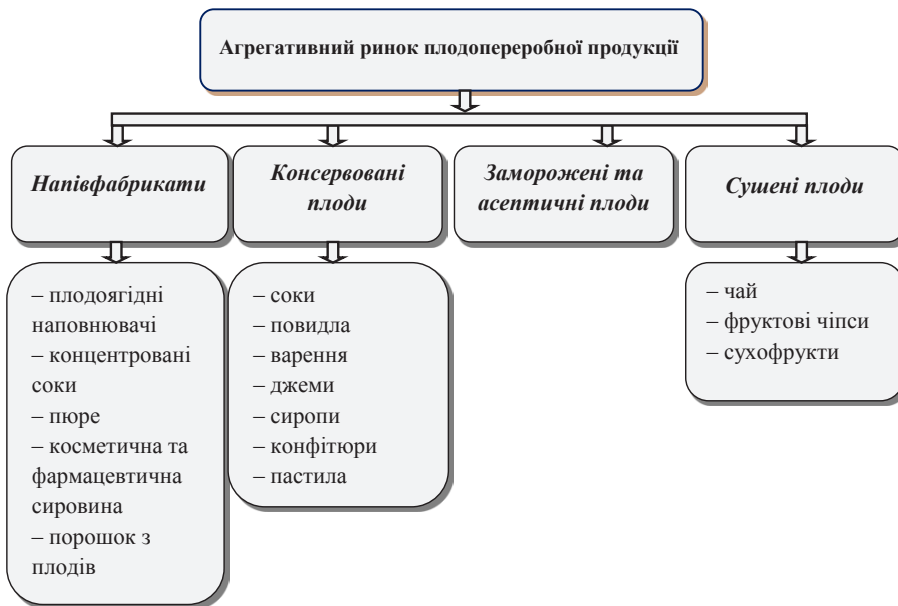 Агрегативний ринок плодопереробної продукції
Напівфабрикати
Консервовані
плоди
Заморожені та
асептичні плоди
Сушені плоди
– плодоягідні
наповнювачі
– концентровані
соки
– пюре
– косметична та
фармацевтична
сировина
– порошок з
плодів
– соки
– повидла
– варення
– джеми
– сиропи
– конфітюри
– пастила
– чай
– фруктові чіпси
– сухофрукти